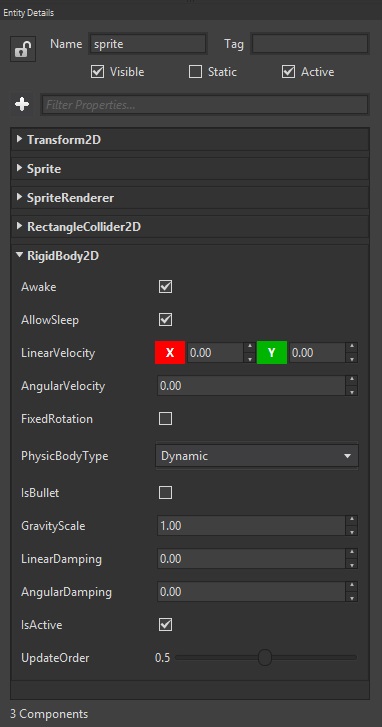 Entity Details
Name sprite Tag
Visible Static Active
Filter Properties...
Transform2D
Sprite
SpriteRenderer
RectangleCollider2D
RigidBody2D
Awake
AllowSleep
LinearVelocity X 0.00 Y 0.00
AngularVelocity 0.00
FixedRotation
PhysicBodyType Dynamic
IsBullet
GravityScale 1.00
LinearDamping 0.00
AngularDamping 0.00
IsActive
UpdateOrder 0.5
3 Components